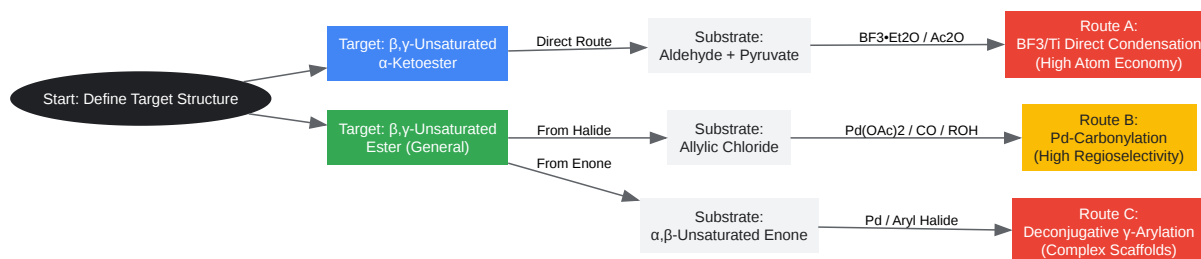 Start: Define Target Structure
Target: β,γ-Unsaturated
α-Ketoester
Direct Route
Substrate:
Aldehyde + Pyruvate
BF3•Et2O / Ac2O
Route A:
BF3/Ti Direct Condensation
(High Atom Economy)
Target: β,γ-Unsaturated
Ester (General)
From Halide
Substrate:
Allylic Chloride
Pd(OAc)2 / CO / ROH
Route B:
Pd-Carbonylation
(High Regioselectivity)
From Enone
Substrate:
α,β-Unsaturated Enone
Pd / Aryl Halide
Route C:
Deconjugative γ-Arylation
(Complex Scaffolds)